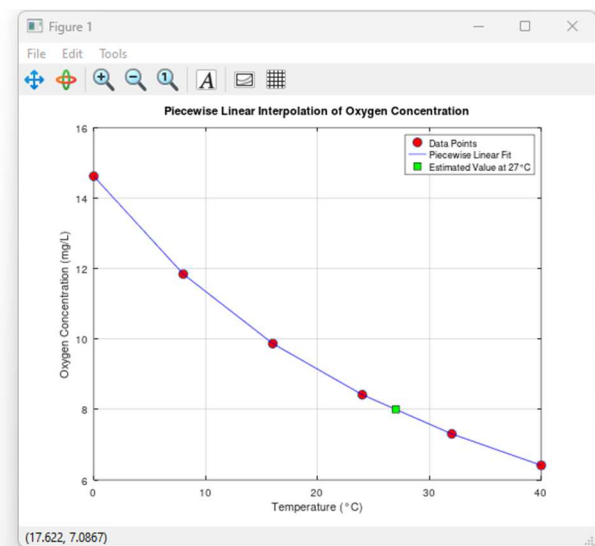 Figure 1
File Edit Tools
1 A
Piecewise Linear Interpolation of Oxygen Concentration
16
14
12
10
8
6
Oxygen Concentration (mg/L)
Data Points
Piecewise Linear Fit
Estimated Value at 27°C
0 10 20 30 40
Temperature (°C)
(17.622, 7.0867)